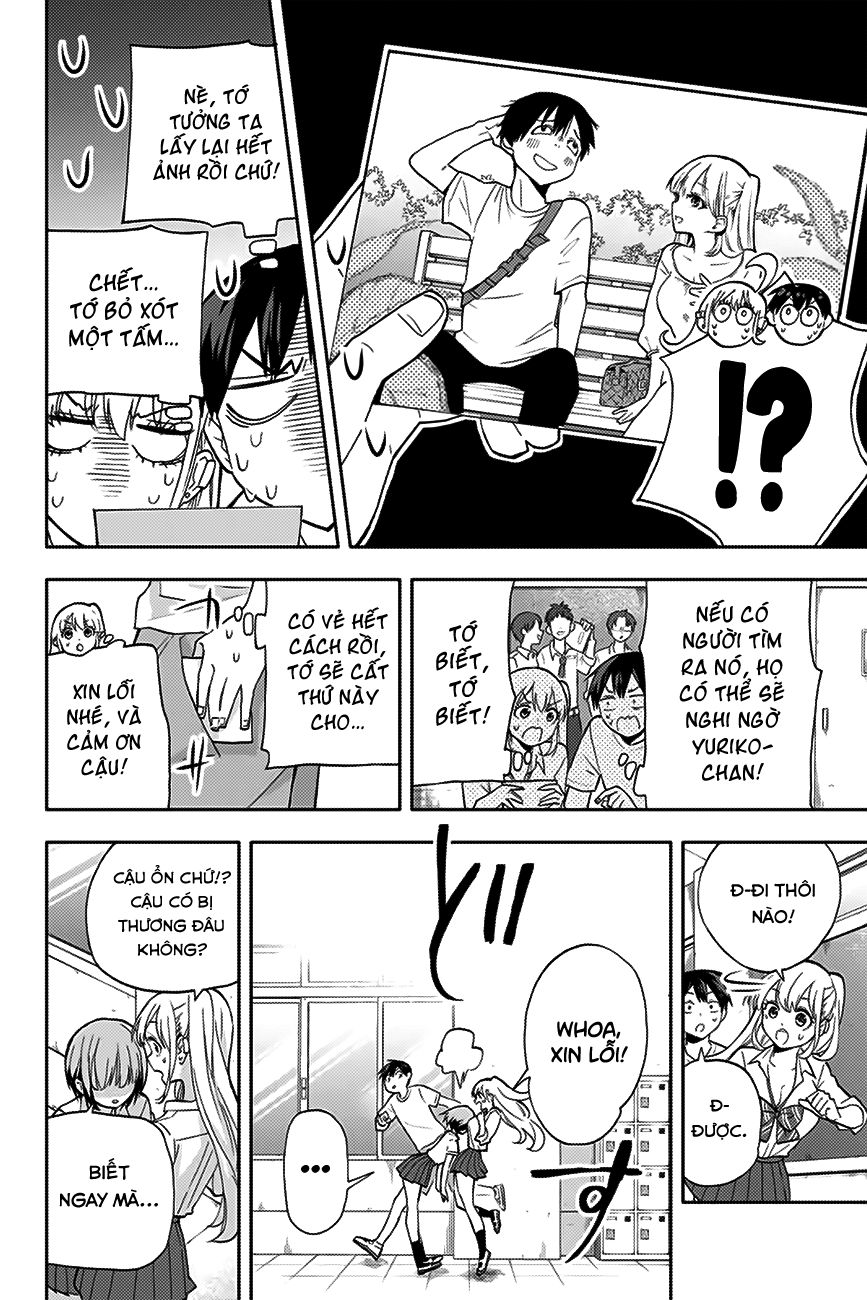 !?
NÈ, TỚ
TƯỞNG TA
LẤY LẠI HẾT
ẢNH RỒI CHỨ!
CHẾT...
TỚ BỎ XÓT
MỘT TẤM...
NẾU CÓ
NGƯỜI TÌM
RA NÓ, HỌ
CÓ THỂ SẼ
NGHI NGỜ
YURIKO-
CHAN!
TỚ
BIẾT,
TỚ
BIẾT!
CÓ VẺ HẾT
CÁCH RỒI,
TỚ SẼ CẤT
THỨ NÀY
CHO...
XIN LỖI
NHÉ, VÀ
CẢM ƠN
CẬU!
Đ-ĐI THÔI
NÀO!
Đ-
ĐƯỢC.
WHOA,
XIN LỖI!
...
CẬU ỔN CHỨ!?
CẬU CÓ BỊ
THƯƠNG ĐÂU
KHÔNG?
BIẾT
NGAY MÀ...